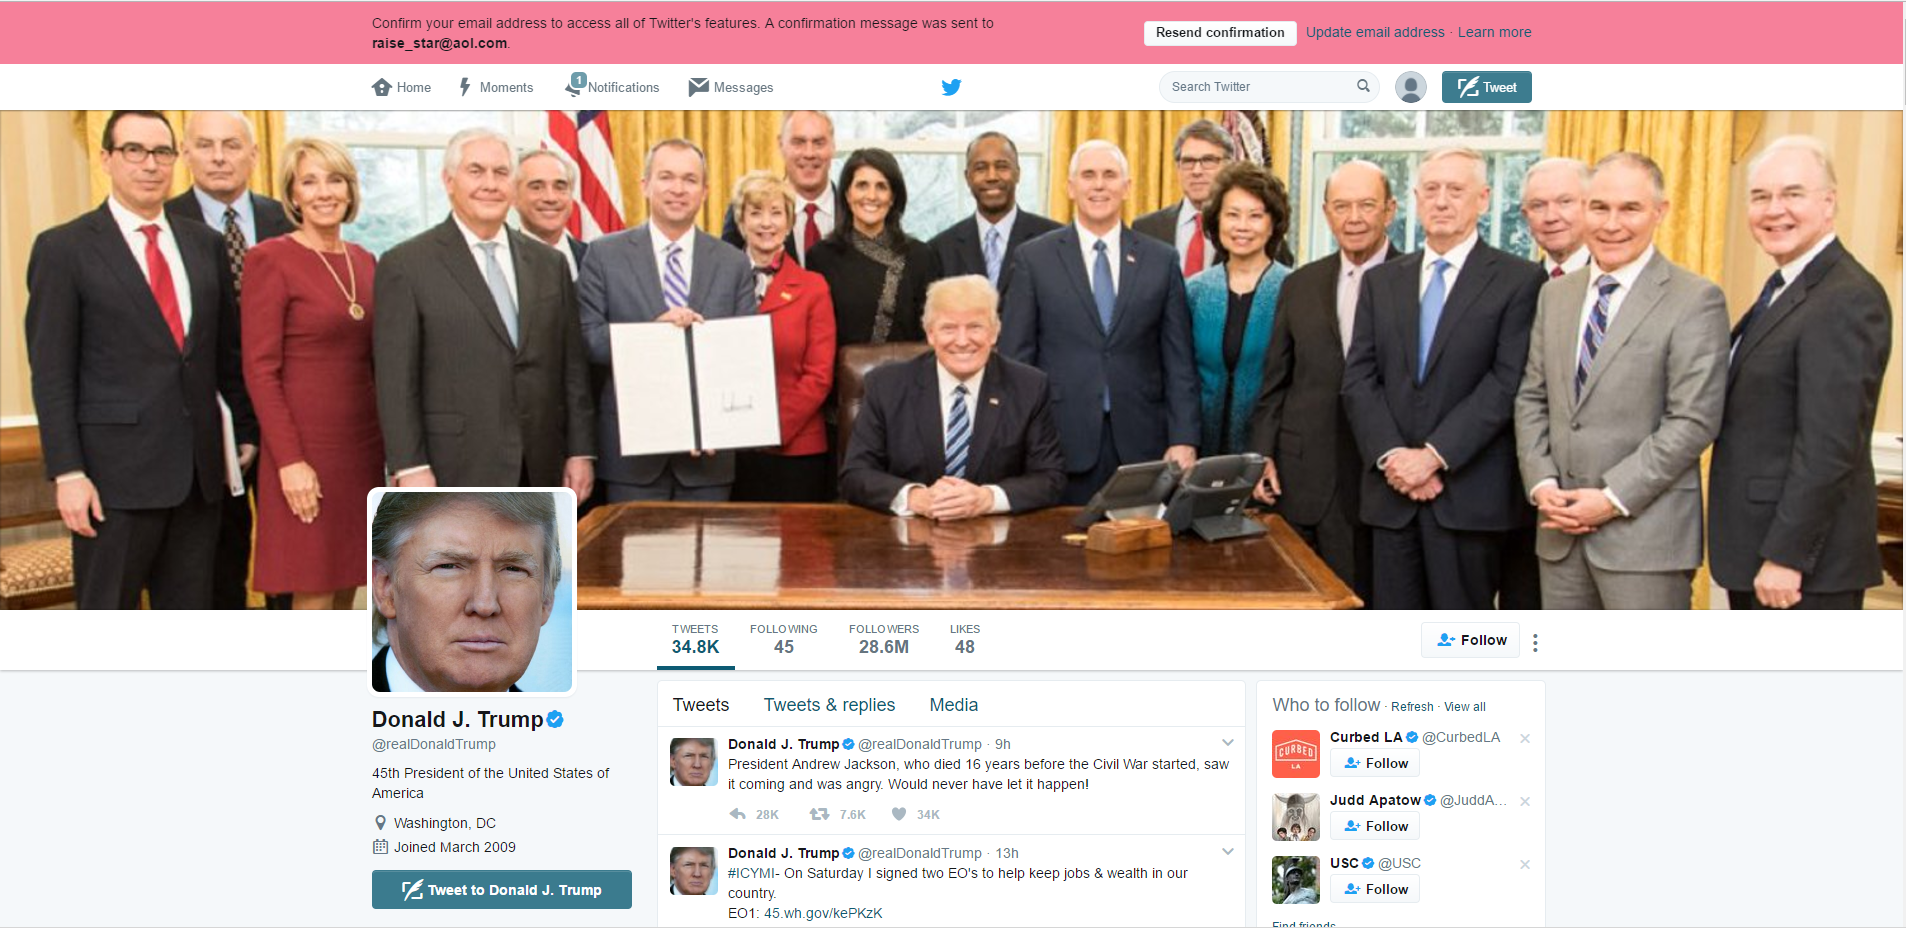 Confirm your email address to access all of Twitter's features. A confirmation message was sent to
raise_star@aol.com.
Resend confirmation
Update email address · Learn more
Home
Moments
1
Notifications
Messages
Search Twitter
Tweet
TWEETS
34.8K
FOLLOWING
45
FOLLOWERS
28.6M
LIKES
48
Follow
Donald J. Trump
@realDonaldTrump
45th President of the United States of
America
Washington, DC
Joined March 2009
Tweet to Donald J. Trump
Tweets
Tweets & replies
Media
Donald J. Trump @realDonaldTrump · 9h
President Andrew Jackson, who died 16 years before the Civil War started, saw
it coming and was angry. Would never have let it happen!
28K
7.6K
34K
Donald J. Trump @realDonaldTrump · 13h
#ICYMI- On Saturday I signed two EO's to help keep jobs & wealth in our
country.
EO1: 45.wh.gov/kePKzK
Who to follow · Refresh · View all
CURBED
LA
Curbed LA @CurbedLA
Follow
Judd Apatow @JuddA...
Follow
USC @USC
Follow
Find friends